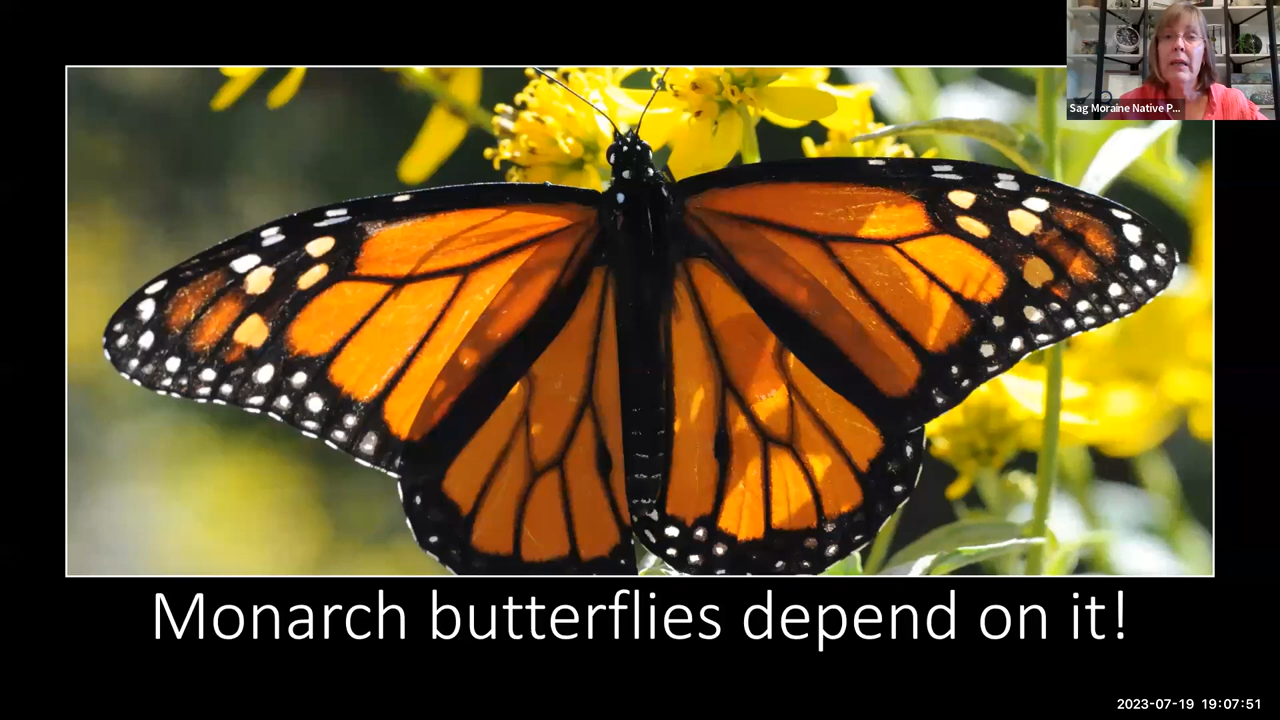 Sag Moraine Native P...
Monarch butterflies depend on it!
2023-07-19 19:07:51